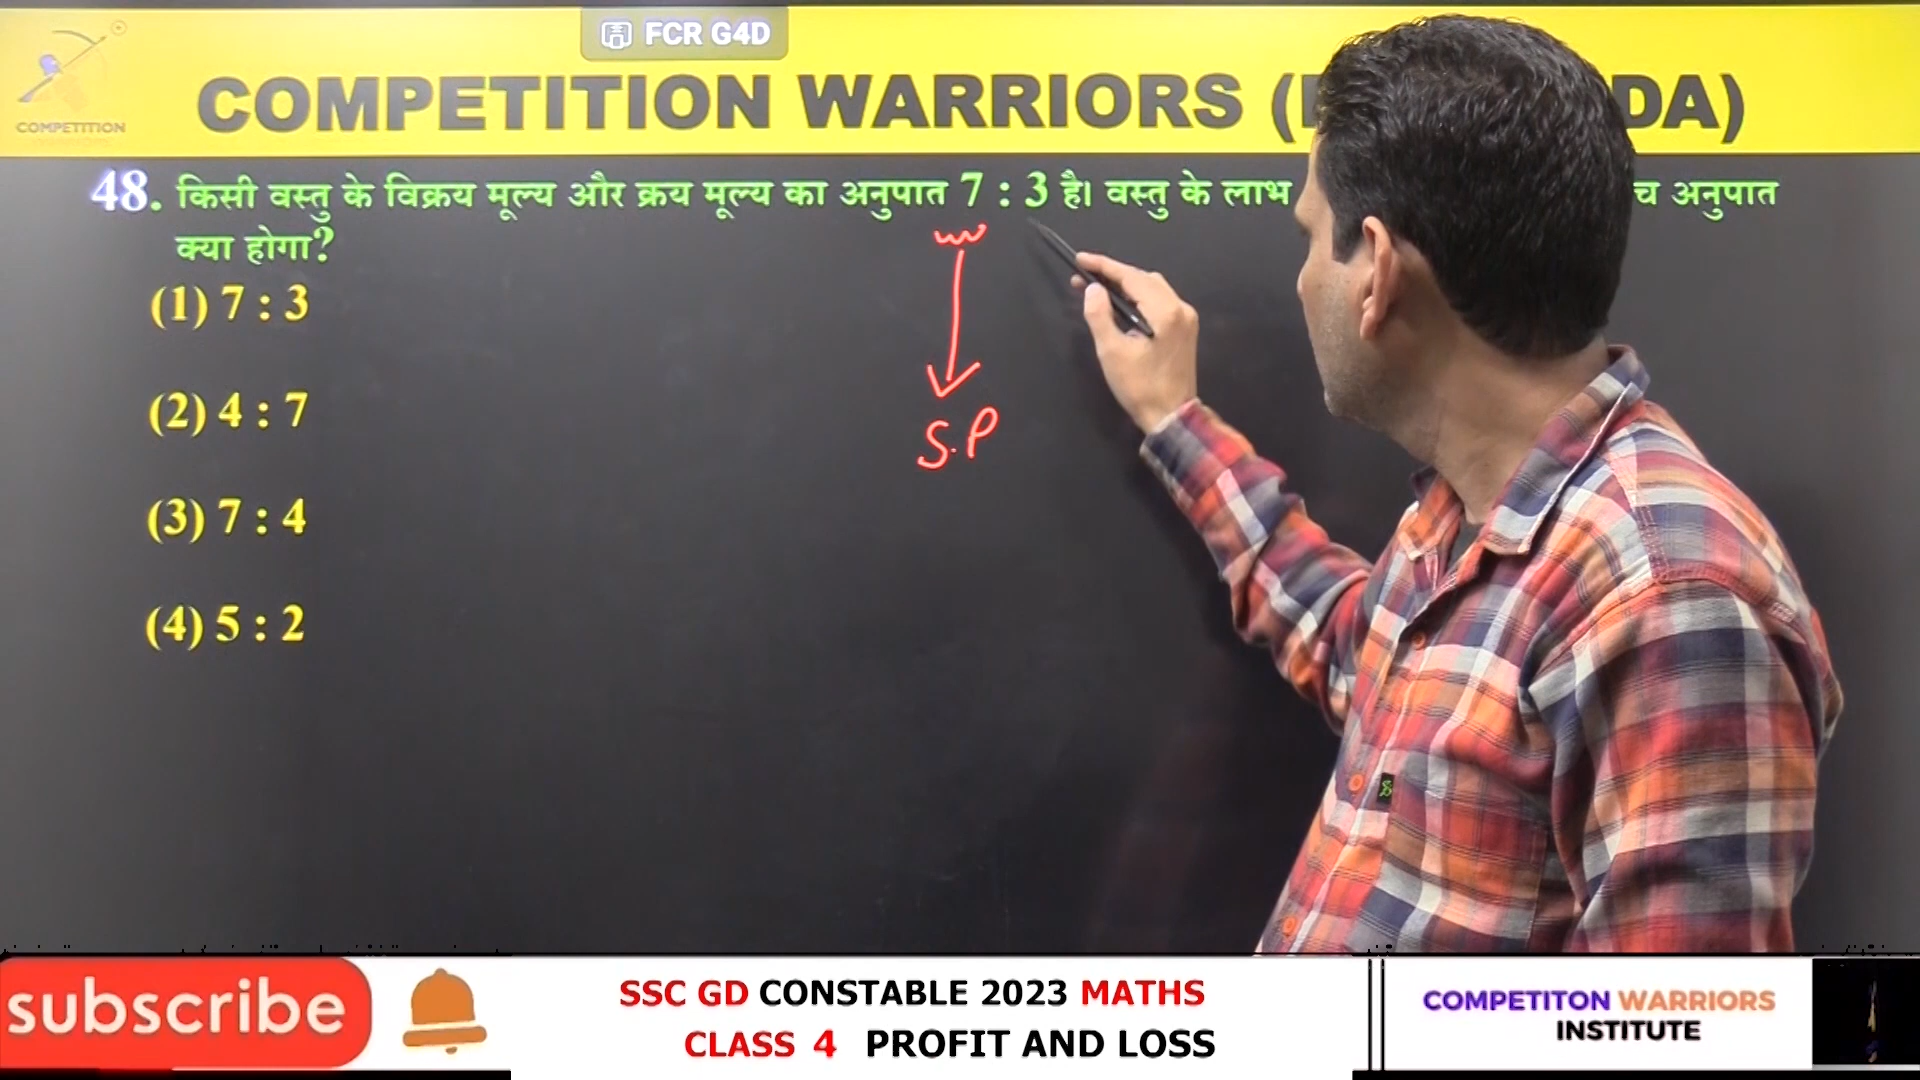 FCR G4D
COMPETITION WARRIORS ( DA)
COMPETITION
48. किसी वस्तु के विक्रय मूल्य और क्रय मूल्य का अनुपात 7 : 3 है। वस्तु के लाभ च अनुपात
क्या होगा?
(1) 7 : 3
(2) 4 : 7
(3) 7 : 4
(4) 5 : 2
S.P
subscribe
SSC GD CONSTABLE 2023 MATHS
CLASS 4 PROFIT AND LOSS
COMPETITON WARRIORS
INSTITUTE